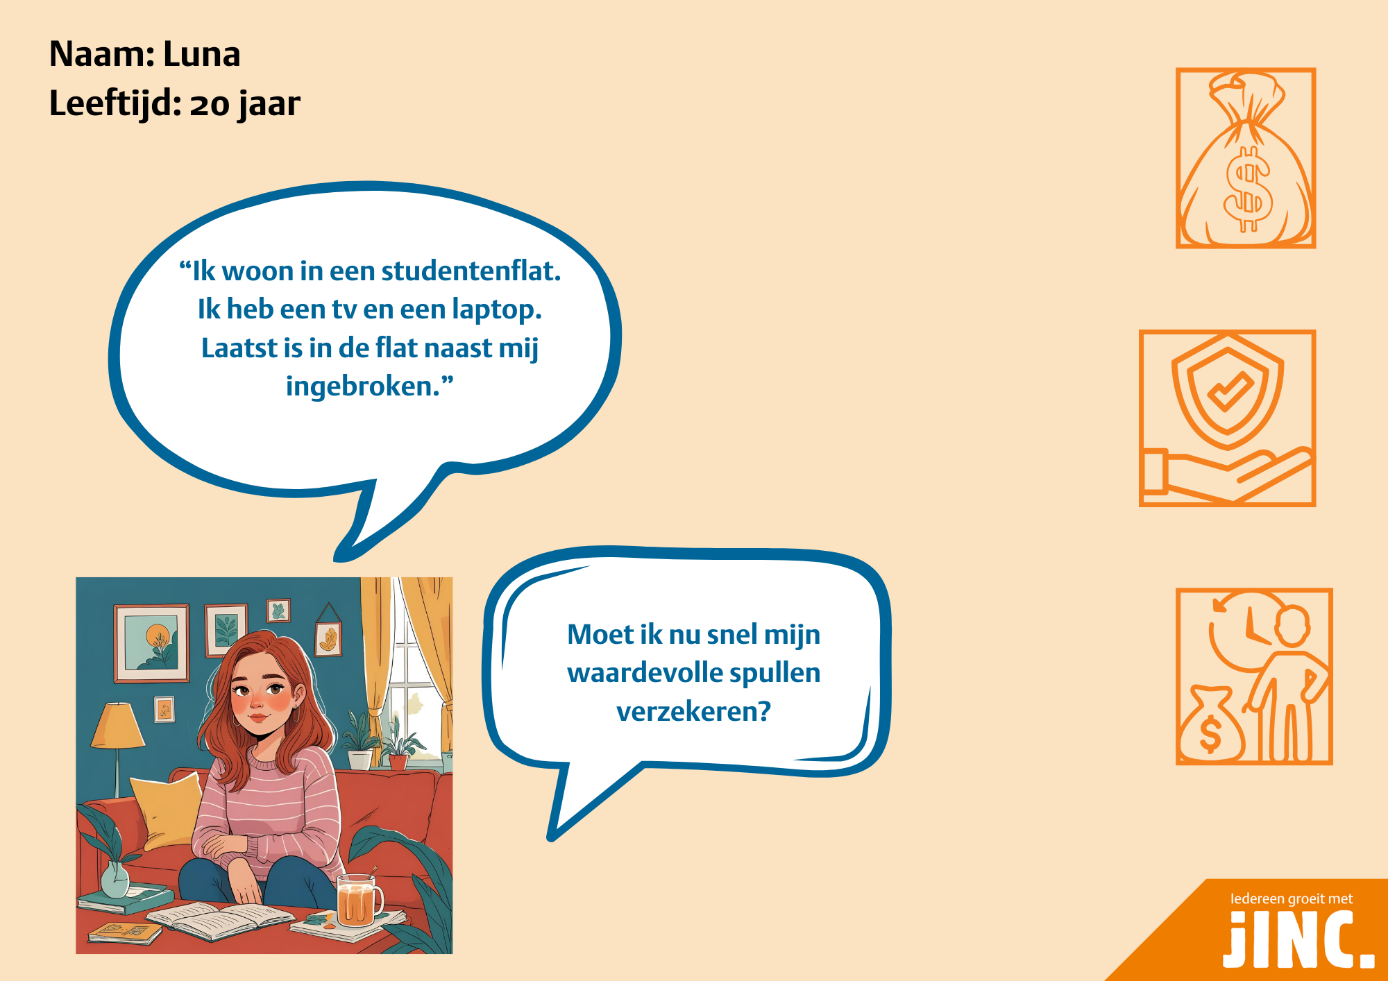 Naam: Luna
Leeftijd: 20 jaar
“Ik woon in een studentenflat.
Ik heb een tv en een laptop.
Laatst is in de flat naast mij
ingebroken.”
Moet ik nu snel mijn
waardevolle spullen
verzekeren?
$
$
Iedereen groeit met
jINC.